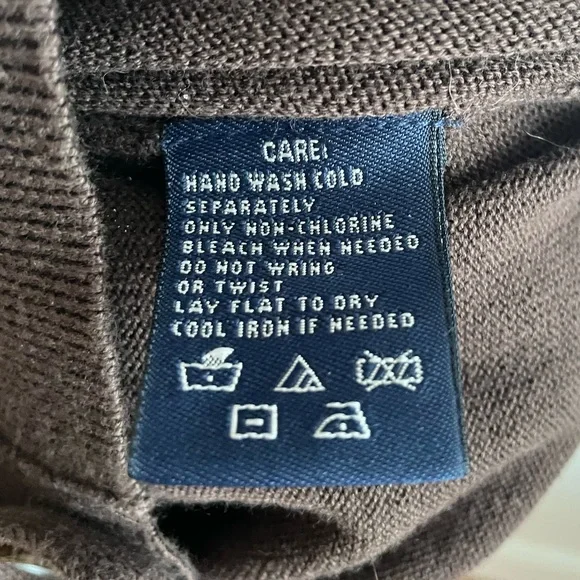 CARE:
HAND WASH COLD
SEPARATELY
ONLY NON-CHLORINE
BLEACH WHEN NEEDED
DO NOT WRING
OR TWIST
LAY FLAT TO DRY
COOL IRON IF NEEDED